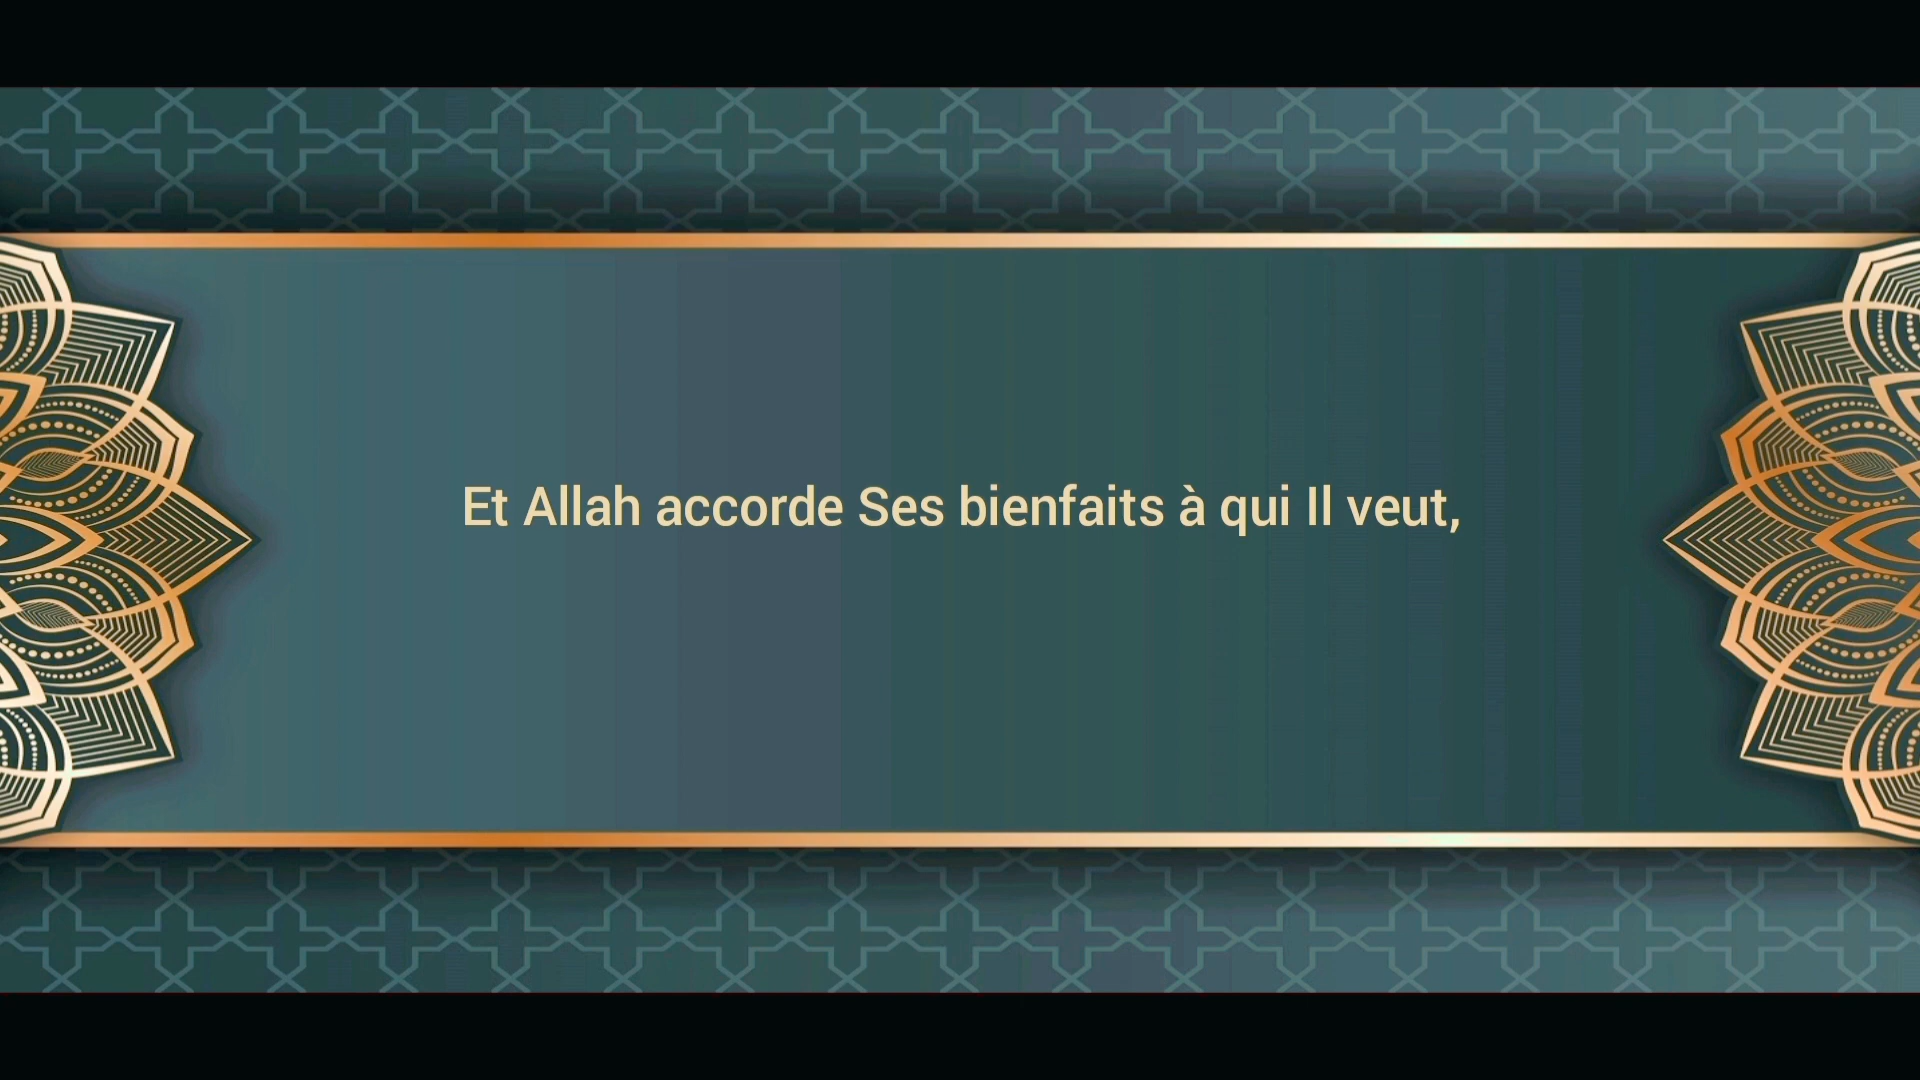 Et Allah accorde Ses bienfaits à qui Il veut,